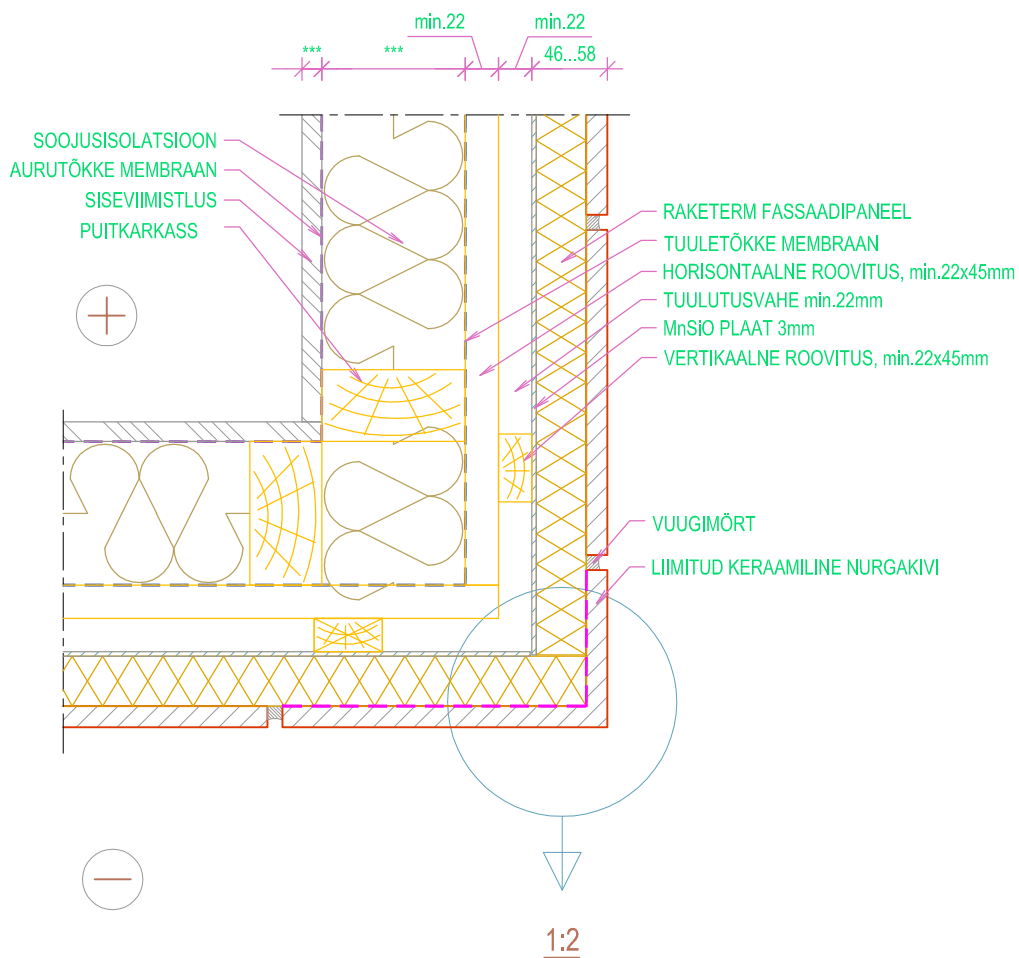 min.22
min.22
***
***
46...58
SOOJUSISOLATSIOON
AURUTÕKKE MEMBRAAN
SISEVIIMISTLUS
PUITKARKASS
RAKETERM FASSAADIPANEEL
TUULETÕKKE MEMBRAAN
HORISONTAALNE ROOVITUS, min.22x45mm
TUULUTUSVAHE min.22mm
MnSiO PLAAT 3mm
VERTIKAALNE ROOVITUS, min.22x45mm
VUUGIMÖRT
LIIMITUD KERAAMILINE NURGAKIVI
1:2